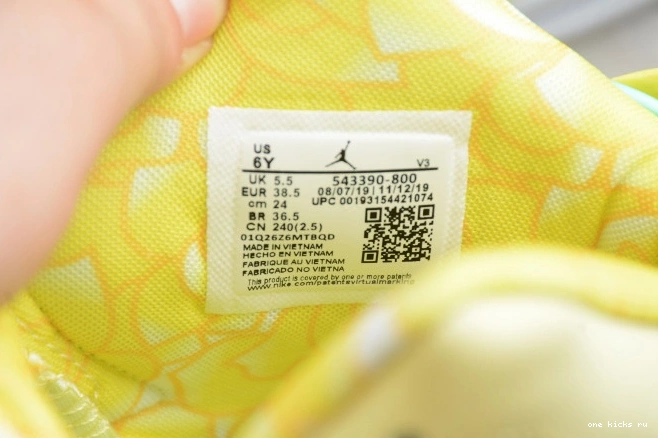 US
6Y
V3
UK 5.5
543390-800
EUR 38.5
08/07/19 | 11/12/19
cm 24
UPC 00193154421074
BR 36.5
CN 240(2.5)
01Q26Z6MTBQD
MADE IN VIETNAM
HECHO EN VIETNAM
FABRIQUE AU VIETNAM
FABRICADO NO VIETNA
This product is covered by one or more patents
www.nike.com/patentsvirtualmarking
one kicks ru